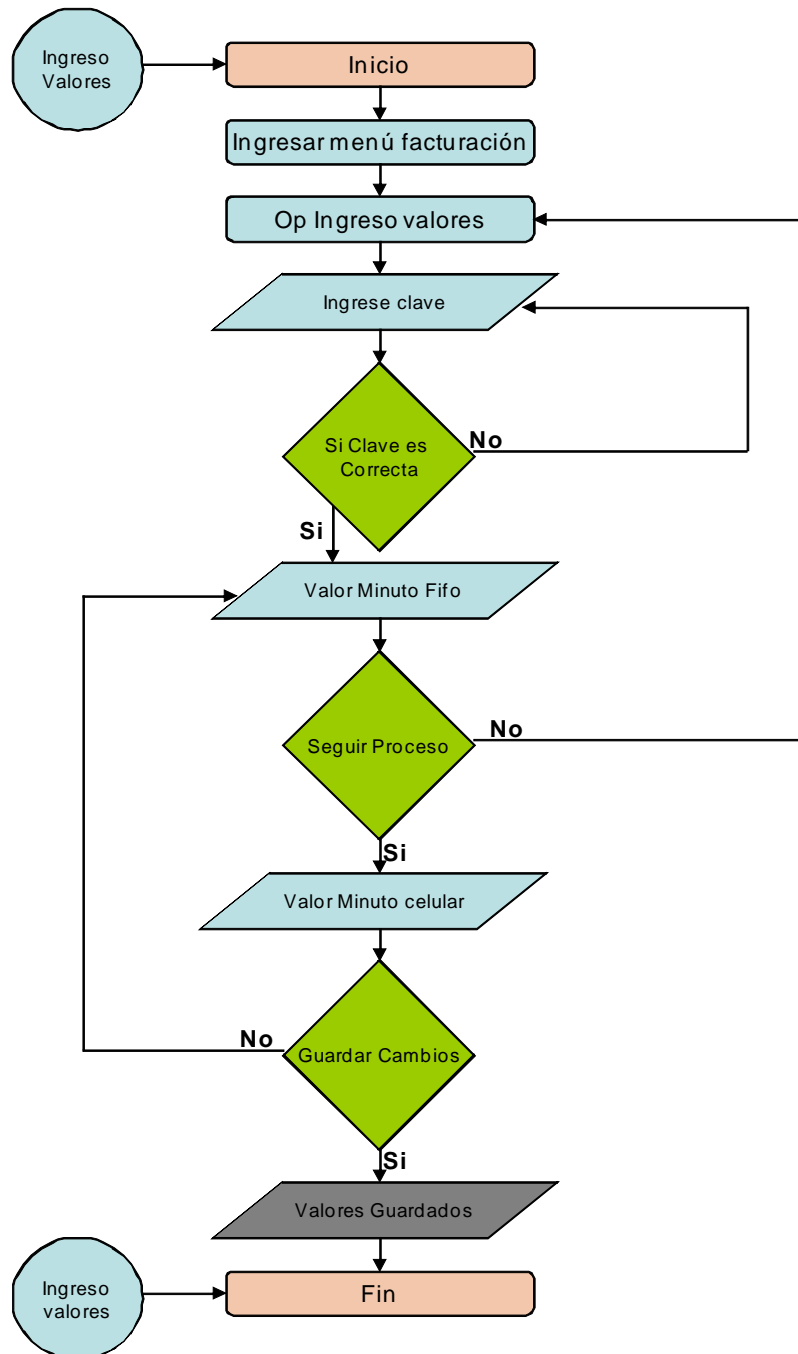 Ingreso
Valores
Inicio
Ingresar menú facturación
Op Ingreso valores
Ingrese clave
Si Clave es
Correcta
No
Si
Valor Minuto Fifo
Seguir Proceso
No
Si
Valor Minuto celular
Guardar Cambios
No
Si
Valores Guardados
Ingreso
valores
Fin